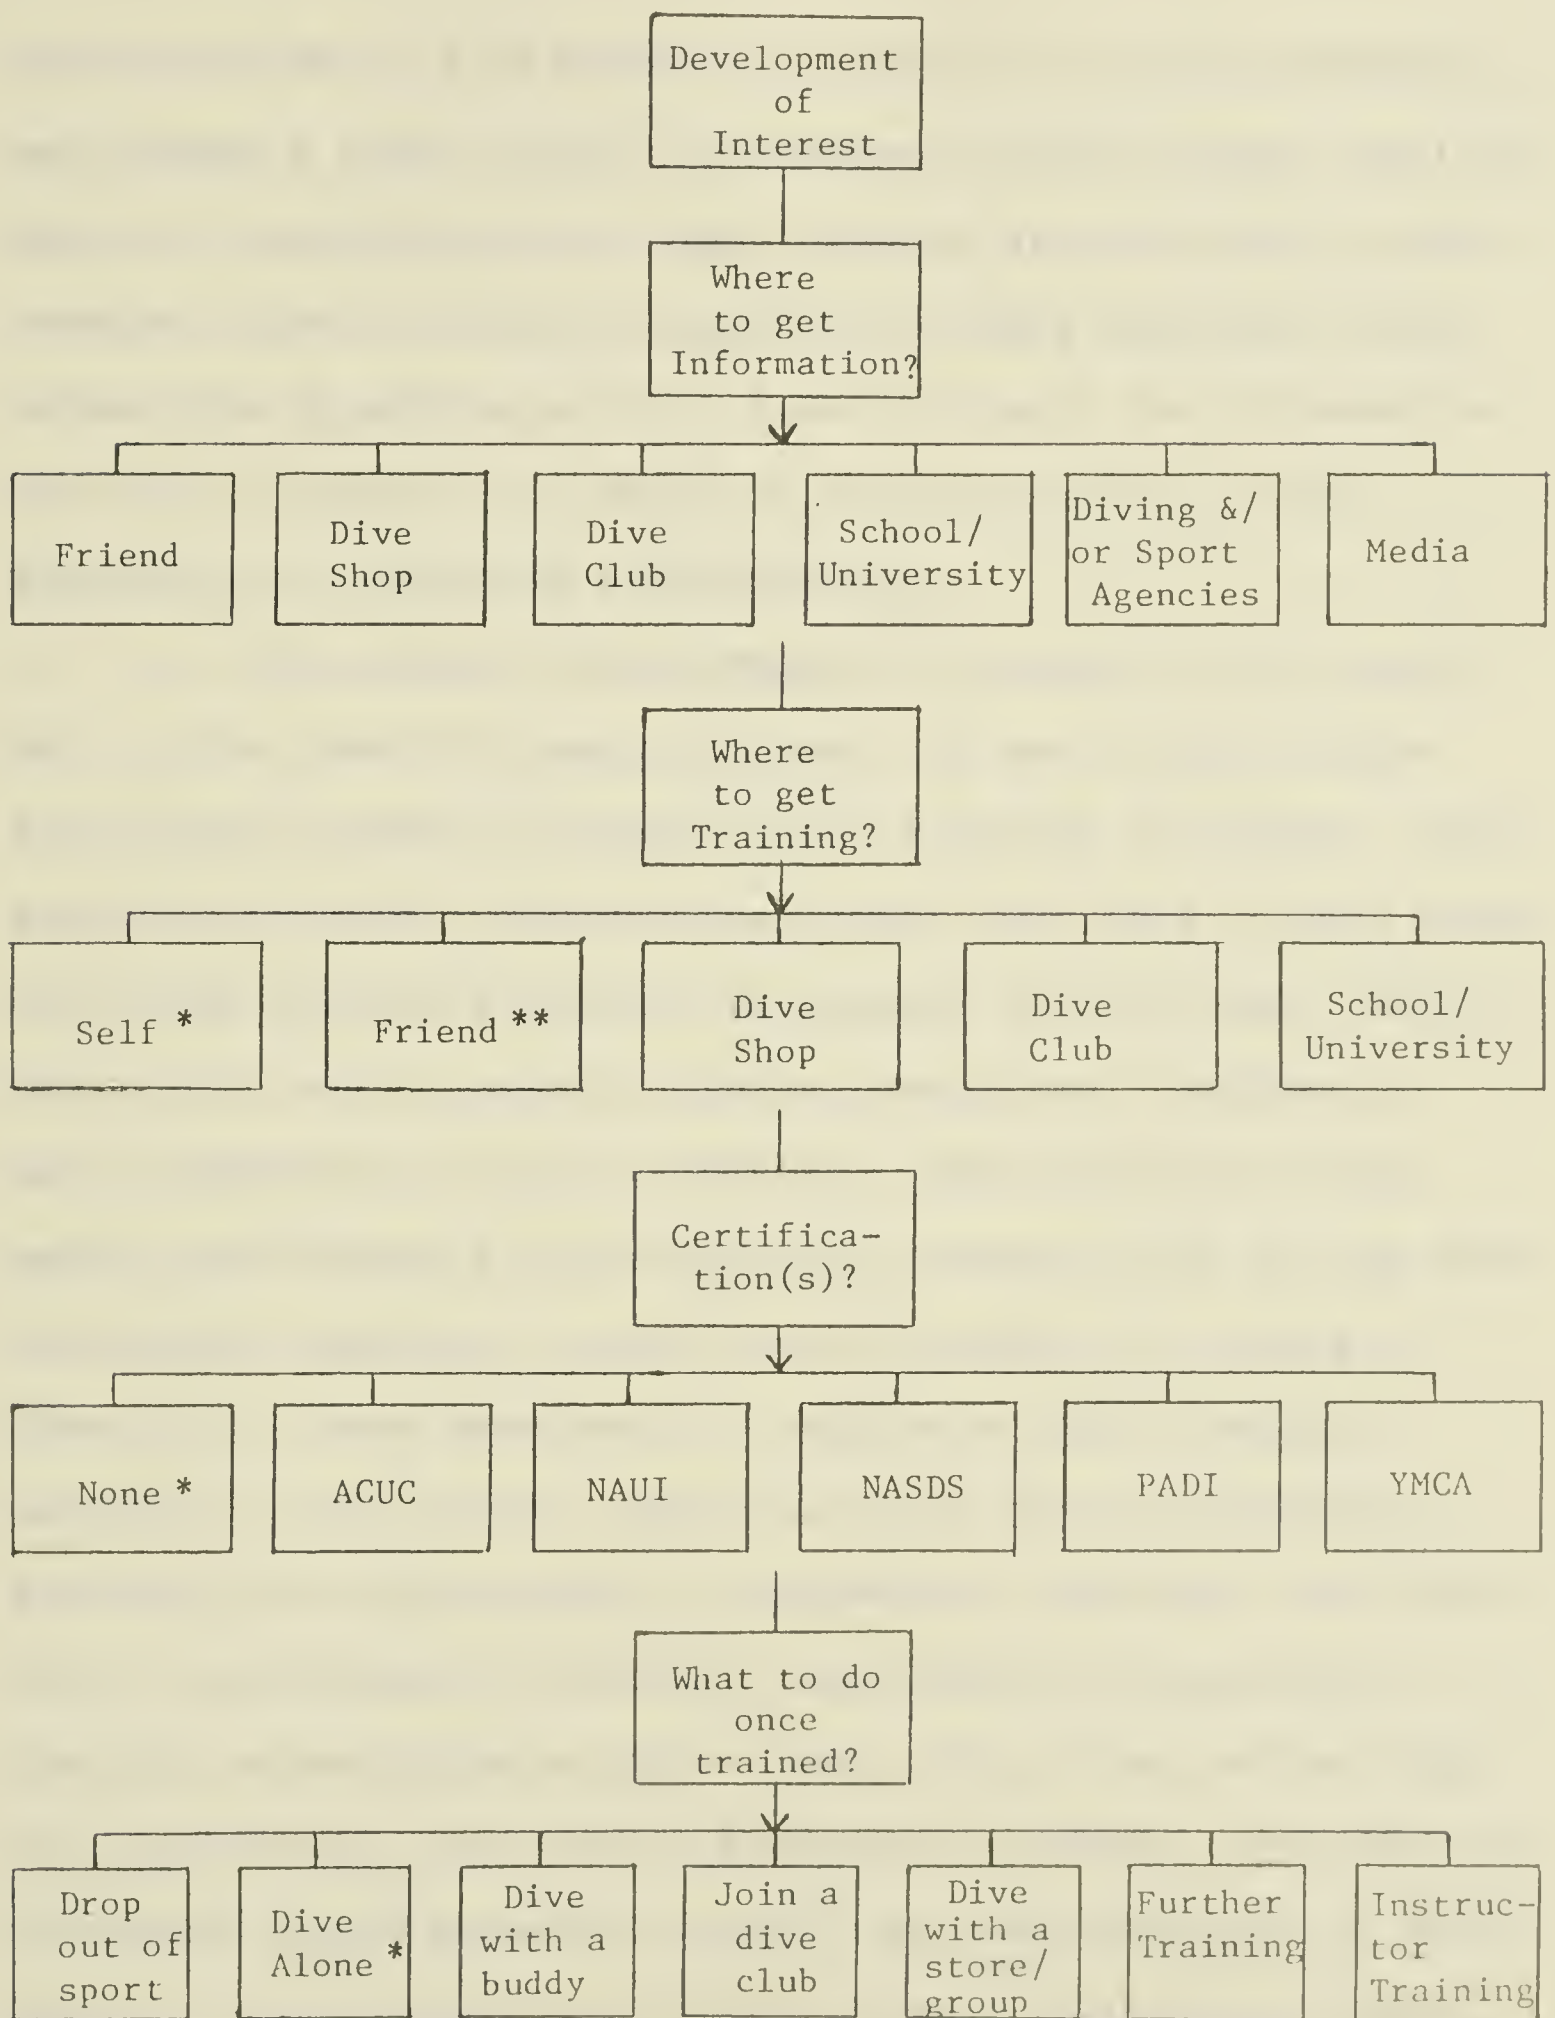 Development
of
Interest
Where
to get
Information?
Friend
Dive
Shop
Dive
Club
School/
University
Diving &/
or Sport
Agencies
Media
Where
to get
Training?
Self *
Friend **
Dive
Shop
Dive
Club
School/
University
Certifica-
tion(s)?
None *
ACUC
NAUI
NASDS
PADI
YMCA
What to do
once
trained?
Drop
out of
sport
Dive
Alone *
Dive
with a
buddy
Join a
dive
club
Dive
with a
store/
group
Further
Training
Instruc-
tor
Training